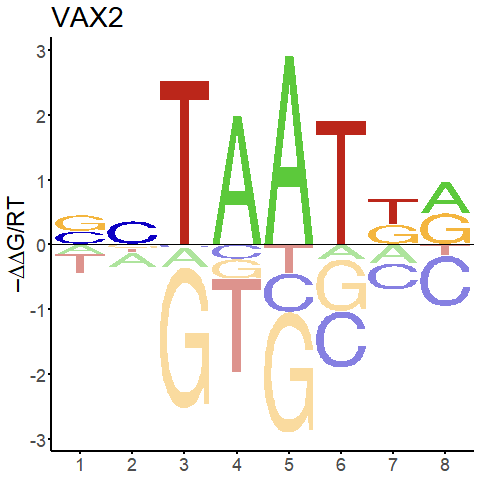 VAX2
−ΔΔG/RT
3
2
1
0
-1
-2
-3
G C T A A T T A
C G G
A T A T A C G T T C G A G C A C T C
G
1 2 3 4 5 6 7 8